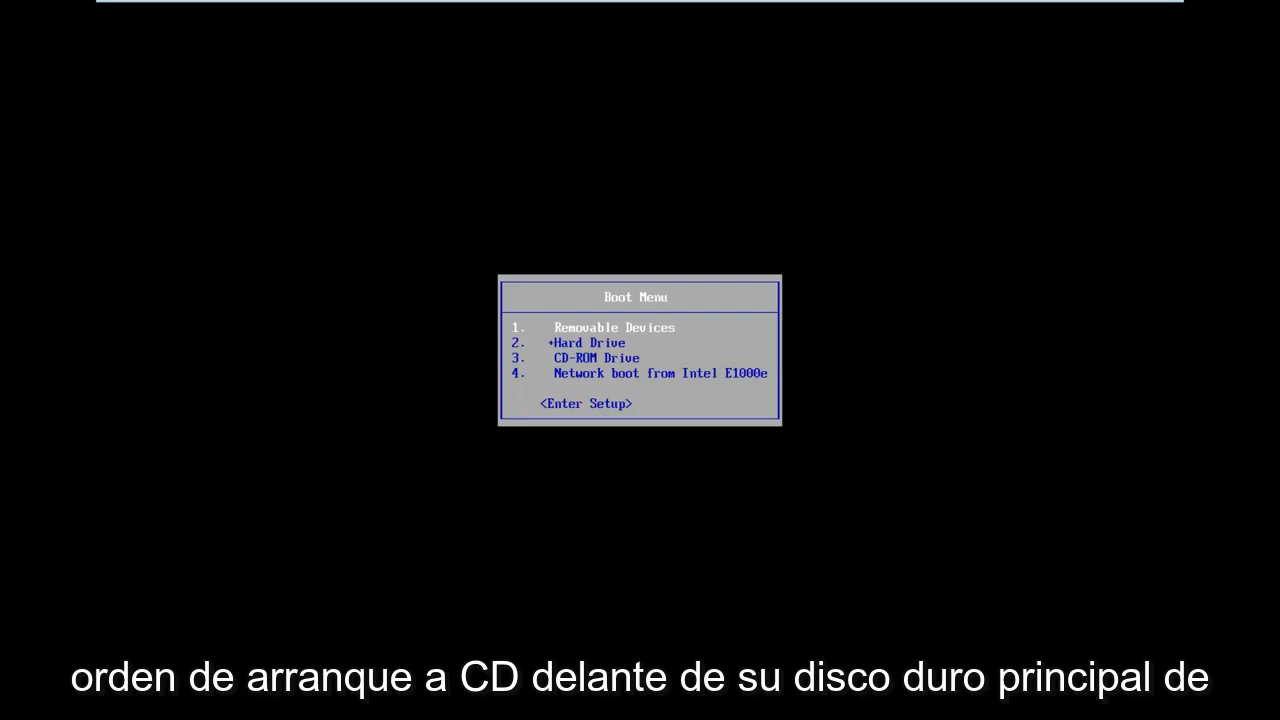 Boot Menu
1. Removable Devices
2. +Hard Drive
3. CD-ROM Drive
4. Network boot from Intel E1000e
<Enter Setup>
orden de arranque a CD delante de su disco duro principal de